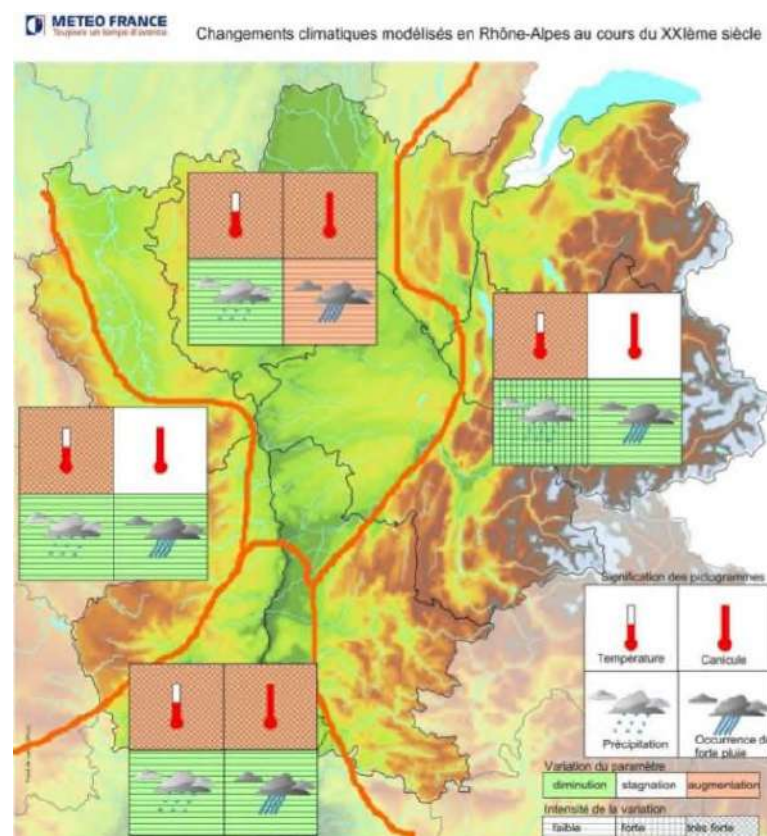 METEO FRANCE
Toujours un temps d'avance
Changements climatiques modélisés en Rhône-Alpes au cours du XXIème siècle
Signification des pictogrammes
Température
Canicule
Précipitation
Occurrence de
forte pluie
Variation du paramètre
diminution
stagnation
augmentation
Intensité de la variation
faible
forte
très forte